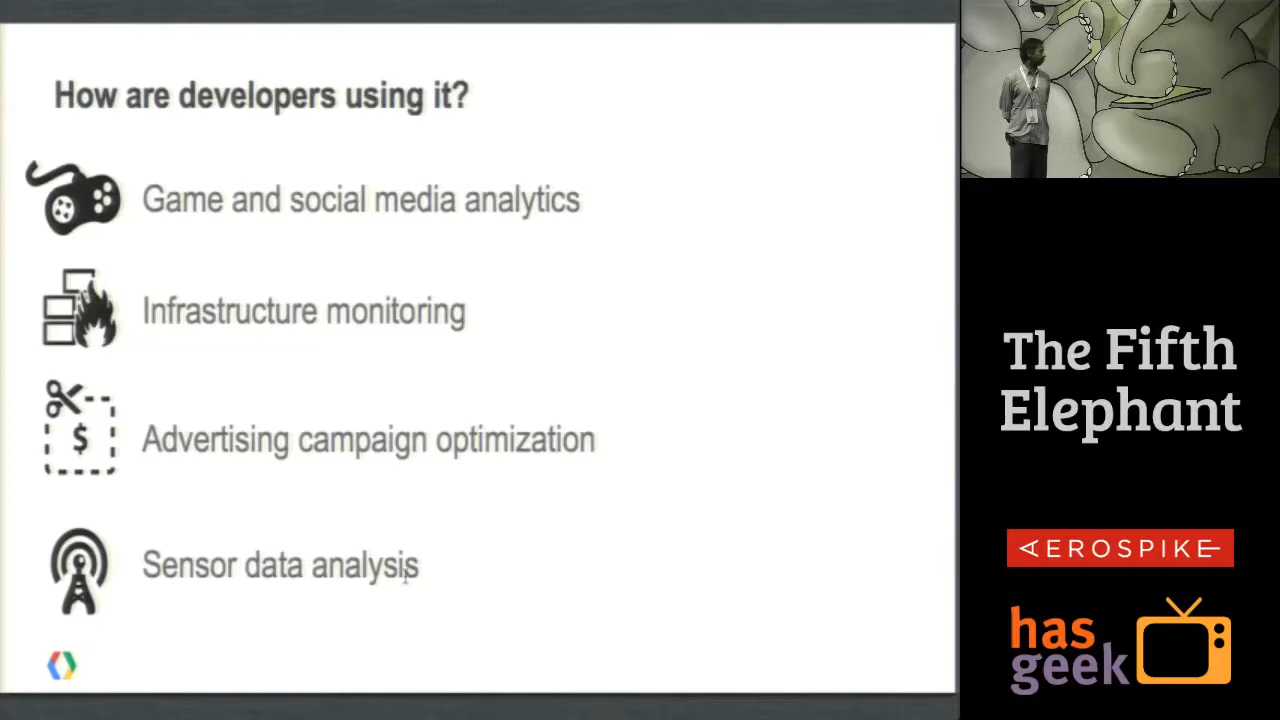 How are developers using it?
Game and social media analytics
Infrastructure monitoring
$
Advertising campaign optimization
Sensor data analysis
The Fifth
Elephant
AEROSPIKE
has
geek